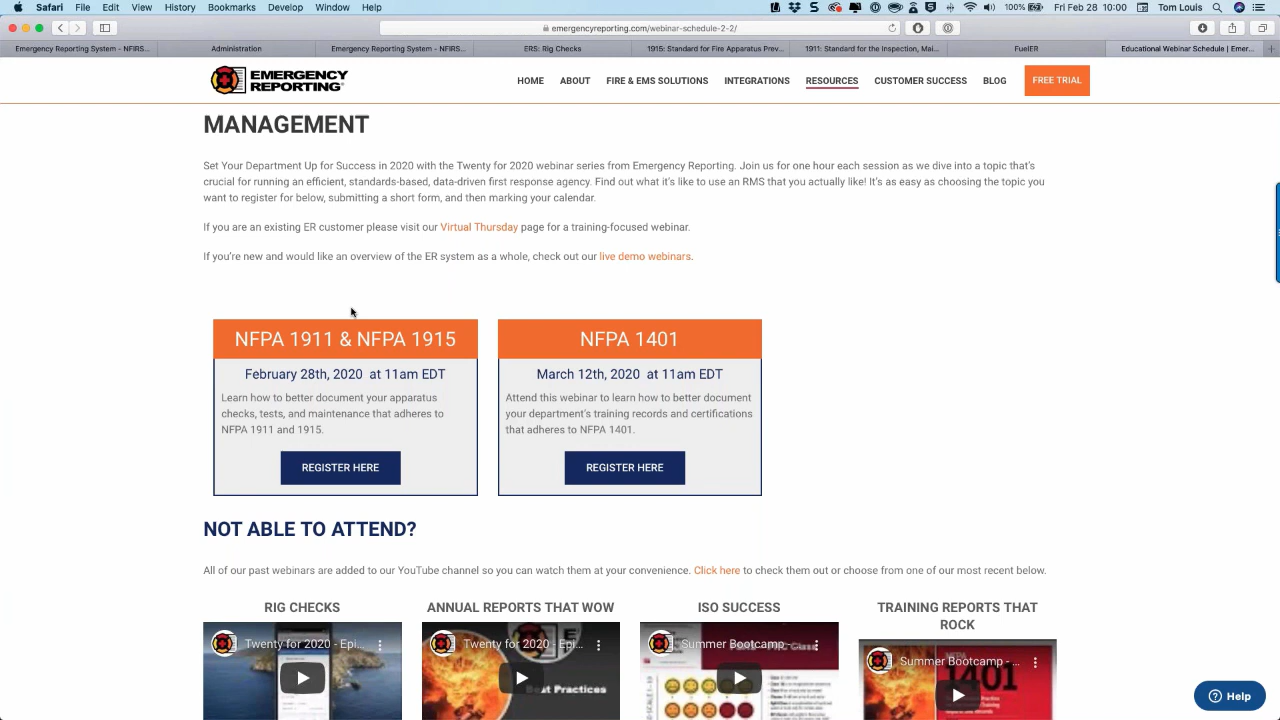 Safari File Edit View History Develop Window Help
100% Fri Feb 28 10:00 Tom Louis
emergencyreporting.com/webinar-schedule-2-2/
Emergency Reporting System - NFIRS... Administration Emergency Reporting System - NFIRS... ERS: Rig Checks 1915: Standard for Fire Apparatus Prev... 1911: Standard for the Inspection, Mai... FuelER Educational Webinar Schedule | Emer...
EMERGENCY
REPORTING
HOME ABOUT FIRE & EMS SOLUTIONS INTEGRATIONS RESOURCES CUSTOMER SUCCESS BLOG FREE TRIAL
MANAGEMENT
Set Your Department Up for Success in 2020 with the Twenty for 2020 webinar series from Emergency Reporting. Join us for one hour each session as we dive into a topic that's
crucial for running an efficient, standards-based, data-driven first response agency. Find out what it's like to use an RMS that you actually like! It's as easy as choosing the topic you
want to register for below, submitting a short form, and then marking your calendar.
If you are an existing ER customer please visit our Virtual Thursday page for a training-focused webinar.
If you're new and would like an overview of the ER system as a whole, check out our live demo webinars.
NFPA 1911 & NFPA 1915
February 28th, 2020 at 11am EDT
Learn how to better document your apparatus
checks, tests, and maintenance that adheres to
NFPA 1911 and 1915.
REGISTER HERE
NFPA 1401
March 12th, 2020 at 11am EDT
Attend this webinar to learn how to better document
your department's training records and certifications
that adheres to NFPA 1401.
REGISTER HERE
NOT ABLE TO ATTEND?
All of our past webinars are added to our YouTube channel so you can watch them at your convenience. Click here to check them out or choose from one of our most recent below.
RIG CHECKS
Twenty for 2020 - Epi...
ANNUAL REPORTS THAT WOW
Twenty for 2020 - Epi...
Practices
ISO SUCCESS
Summer Bootcamp -
TRAINING REPORTS THAT
ROCK
Summer Bootcamp - ...
Help